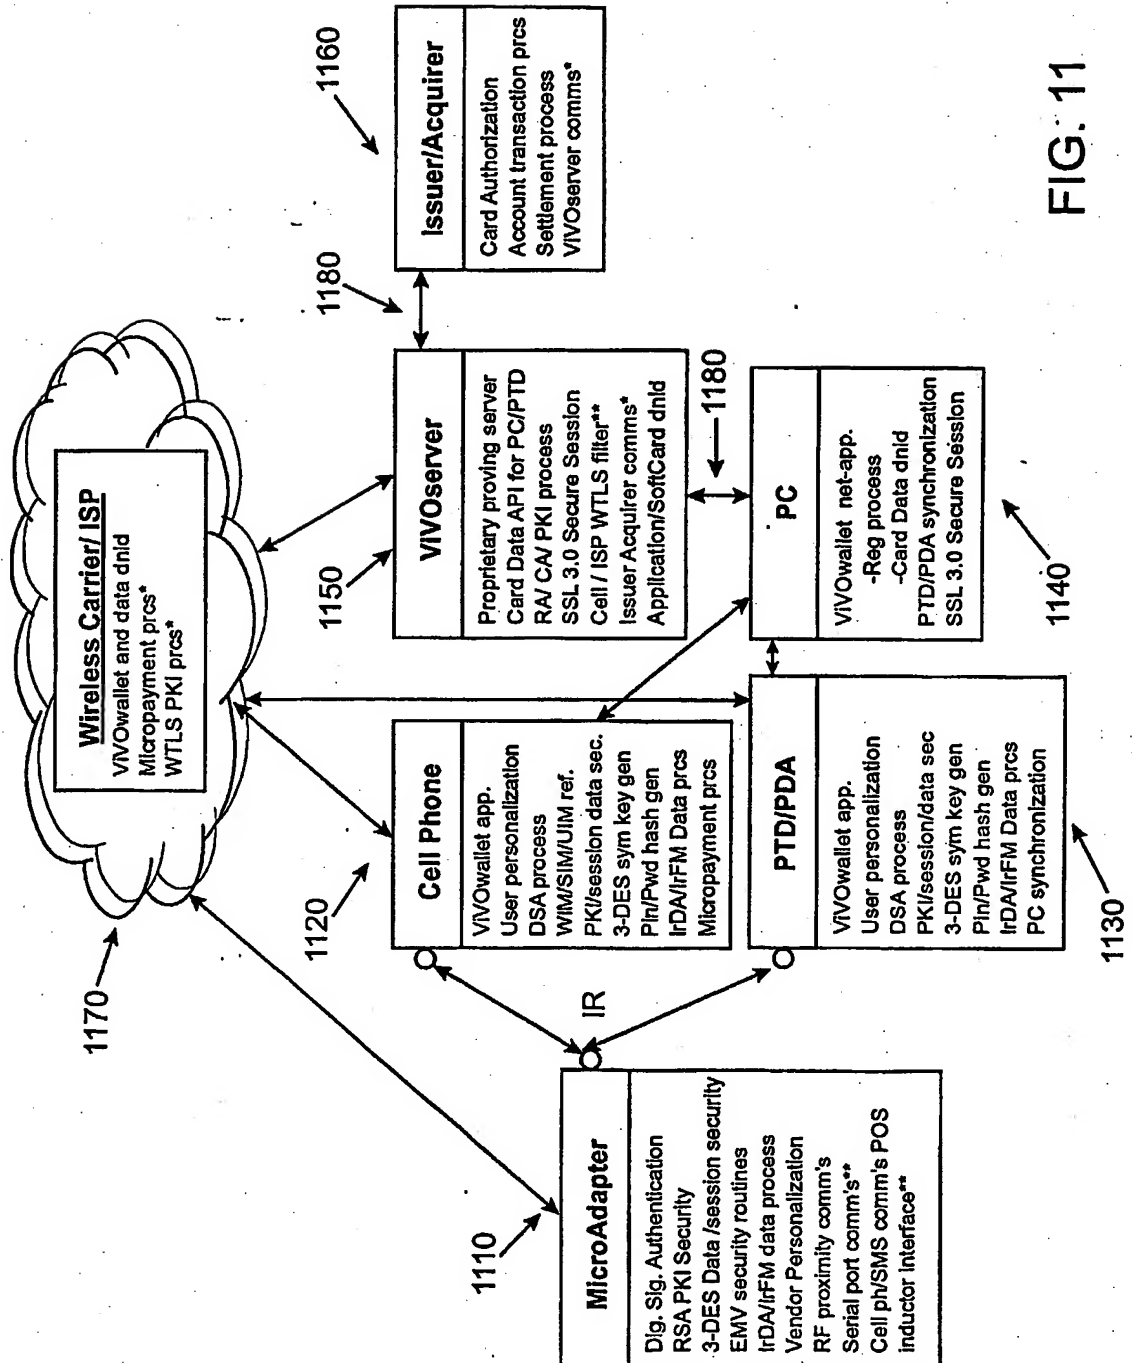 Wireless Carrier/ ISP
ViVOwallet and data dnld
Micropayment prcs*
WTLS PKI prcs*
1170
1160
Issuer/Acquirer
Card Authorization
Account transaction prcs
Settlement process
ViVOserver comms*
1180
1150
ViVOserver
Proprietary proving server
Card Data API for PC/PTD
RA/ CA/ PKI process
SSL 3.0 Secure Session
Cell / ISP WTLS filter**
Issuer Acquirer comms*
Application/SoftCard dnld
1180
PC
ViVOwallet net-app.
-Reg process
-Card Data dnld
PTD/PDA synchronization
SSL 3.0 Secure Session
1140
1120
Cell Phone
ViVOwallet app.
User personalization
DSA process
WIM/SIM/UIM ref.
PKI/session data sec.
3-DES sym key gen
Pin/Pwd hash gen
IrDA/IrFM Data prcs
Micropayment prcs
PTD/PDA
ViVOwallet app.
User personalization
DSA process
PKI/session/data sec
3-DES sym key gen
Pin/Pwd hash gen
IrDA/IrFM Data prcs
PC synchronization
1130
IR
1110
MicroAdapter
Dig. Sig. Authentication
RSA PKI Security
3-DES Data /session security
EMV security routines
IrDA/IrFM data process
Vendor Personalization
RF proximity comm's
Serial port comm's**
Cell ph/SMS comm's POS
inductor Interface**
FIG. 11